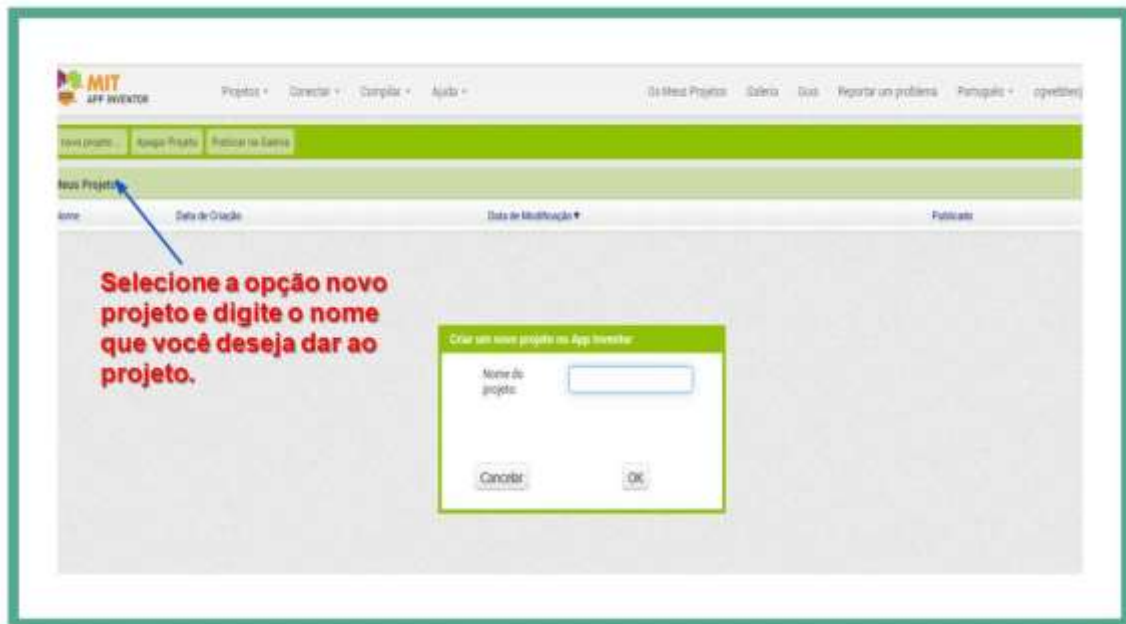 MIT
APP INVENTOR
Projetos Conectar Compilar Ajuda Os Meus Projetos Galeria Guia Reportar um problema Português
novo projeto... Apagar Projeto Publicar na Galeria
Meus Projetos
Nome Data de Criação Data de Modificação Publicado
Selecione a opção novo
projeto e digite o nome
que você deseja dar ao
projeto.
Criar um novo projeto no App Inventor
Nome do
projeto:
Cancelar OK